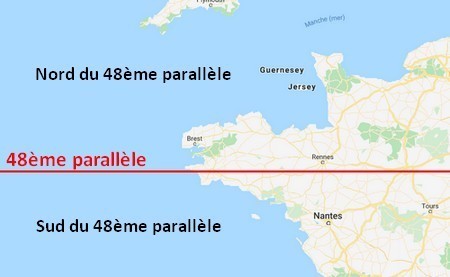 Plymouth
Manche (mer)
Nord du 48ème parallèle
Guernesey
Jersey
Brest
48ème parallèle
Rennes
Sud du 48ème parallèle
Nantes
Tours